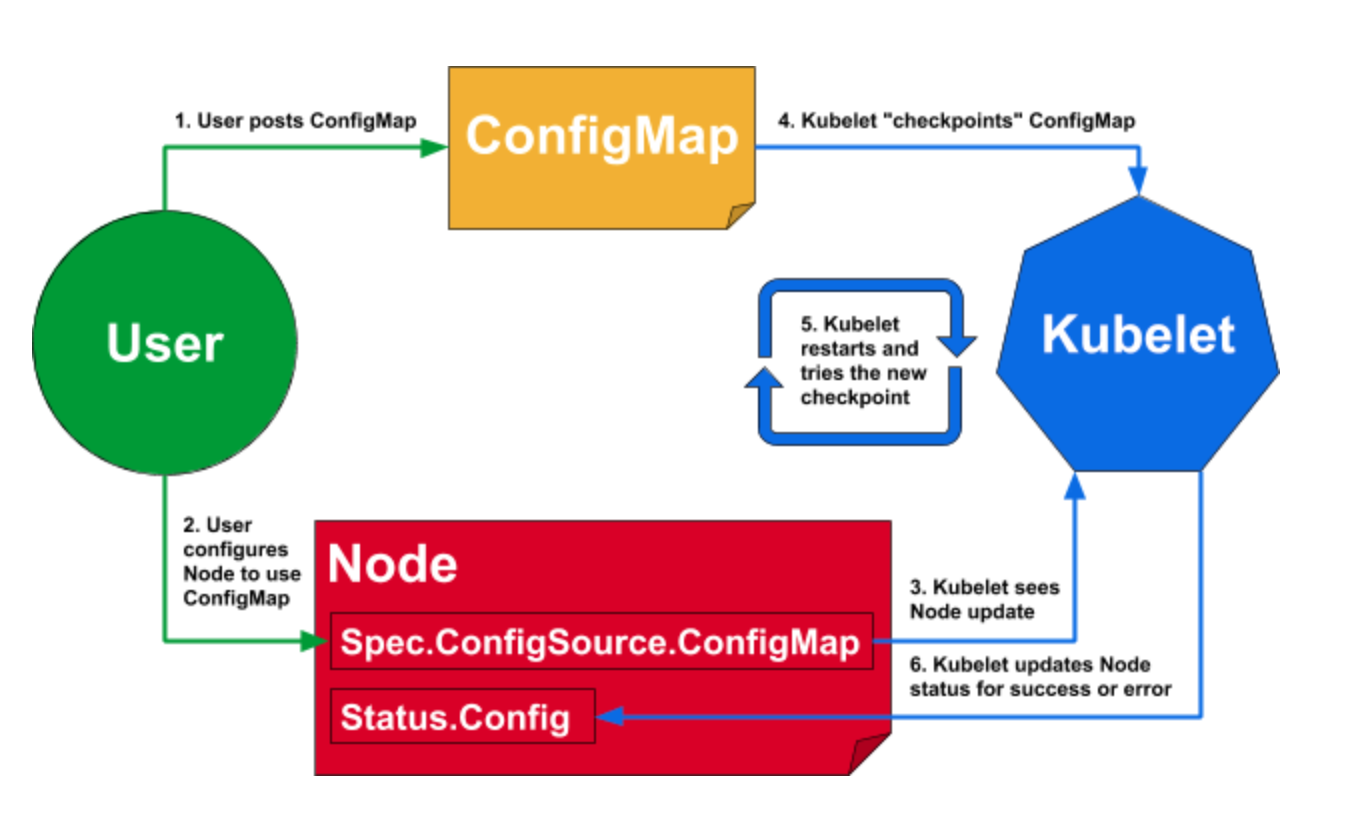 1. User posts ConfigMap
ConfigMap
4. Kubelet "checkpoints" ConfigMap
User
5. Kubelet
restarts and
tries the new
checkpoint
Kubelet
2. User
configures
Node to use
ConfigMap
Node
Spec.ConfigSource.ConfigMap
Status.Config
3. Kubelet sees
Node update
6. Kubelet updates Node
status for success or error